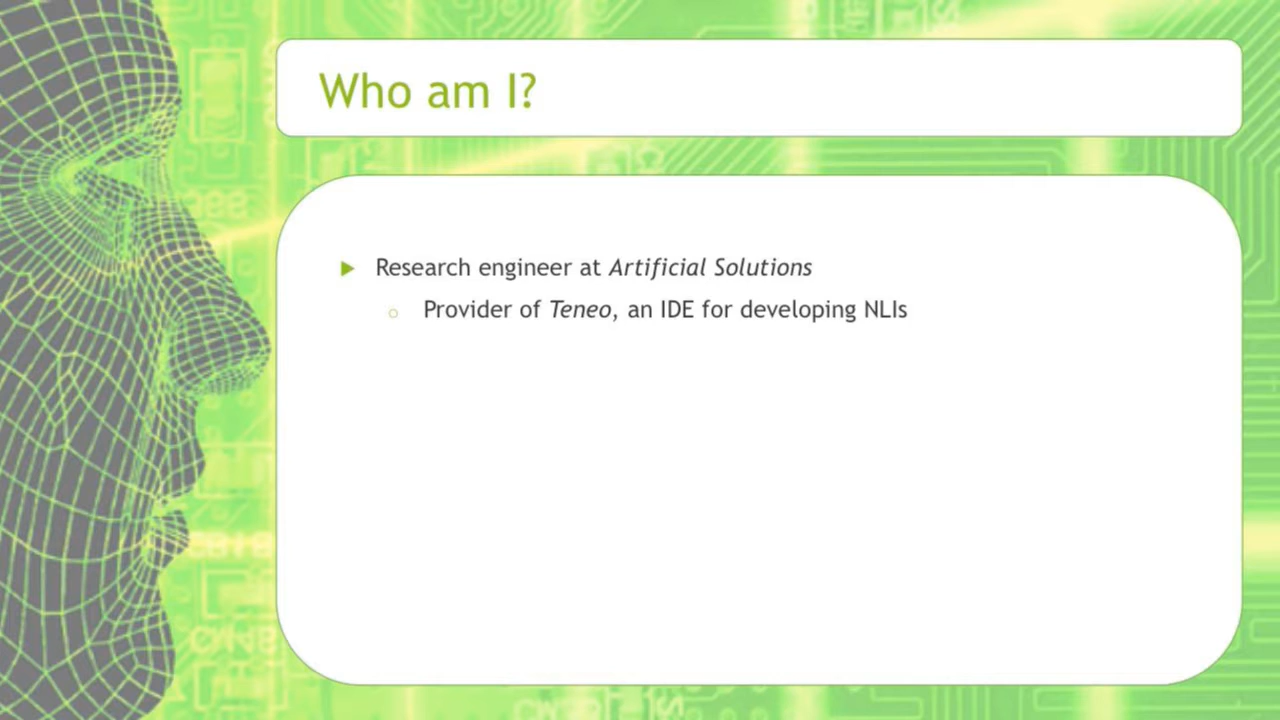 Who am I?
Research engineer at Artificial Solutions
Provider of Teneo, an IDE for developing NLIs